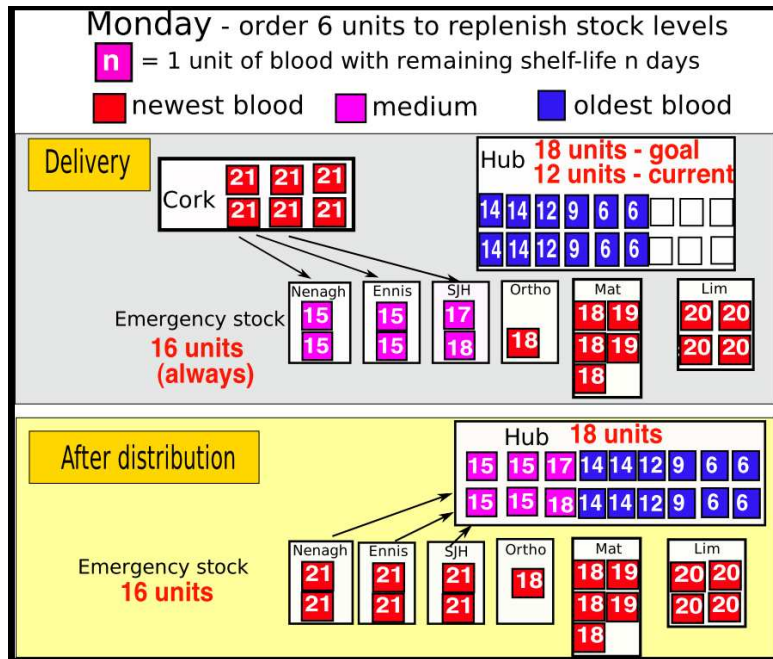 Monday - order 6 units to replenish stock levels
n = 1 unit of blood with remaining shelf-life n days
newest blood medium oldest blood
Delivery
Cork
21 21 21
21 21 21
Hub 18 units - goal
12 units - current
14 14 12 9 6 6
14 14 12 9 6 6
Emergency stock
16 units
(always)
Nenagh
15
15
Ennis
15
15
SJH
17
18
Ortho
18
Mat
18 19
18 19
18
Lim
20 20
20 20
After distribution
Hub 18 units
15 15 17 14 14 12 9 6 6
15 15 18 14 14 12 9 6 6
Emergency stock
16 units
Nenagh
21
21
Ennis
21
21
SJH
21
21
Ortho
18
Mat
18 19
18 19
18
Lim
20 20
20 20